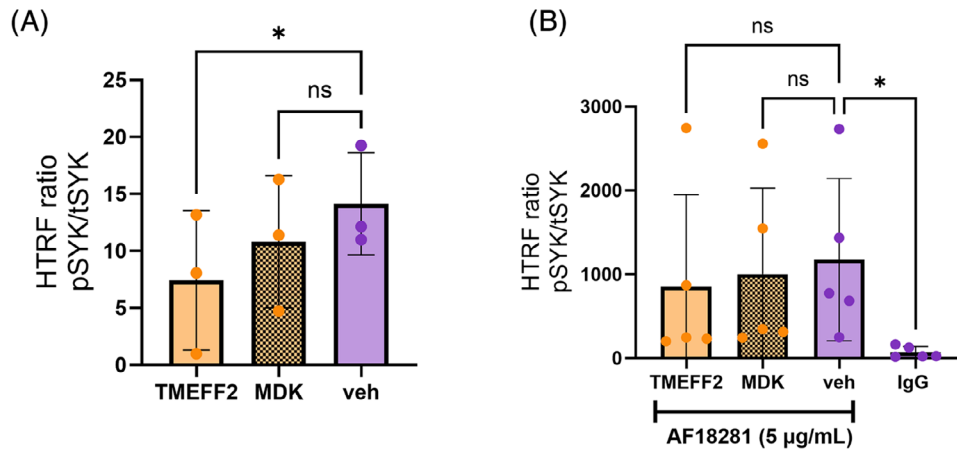 (A)
*
ns
25
20
15
10
5
0
HTRF ratio
pSYK/tSYK
TMEFF2 MDK veh
(B)
ns
ns *
3000
2000
1000
0
HTRF ratio
pSYK/tSYK
TMEFF2 MDK veh IgG
AF18281 (5 µg/mL)